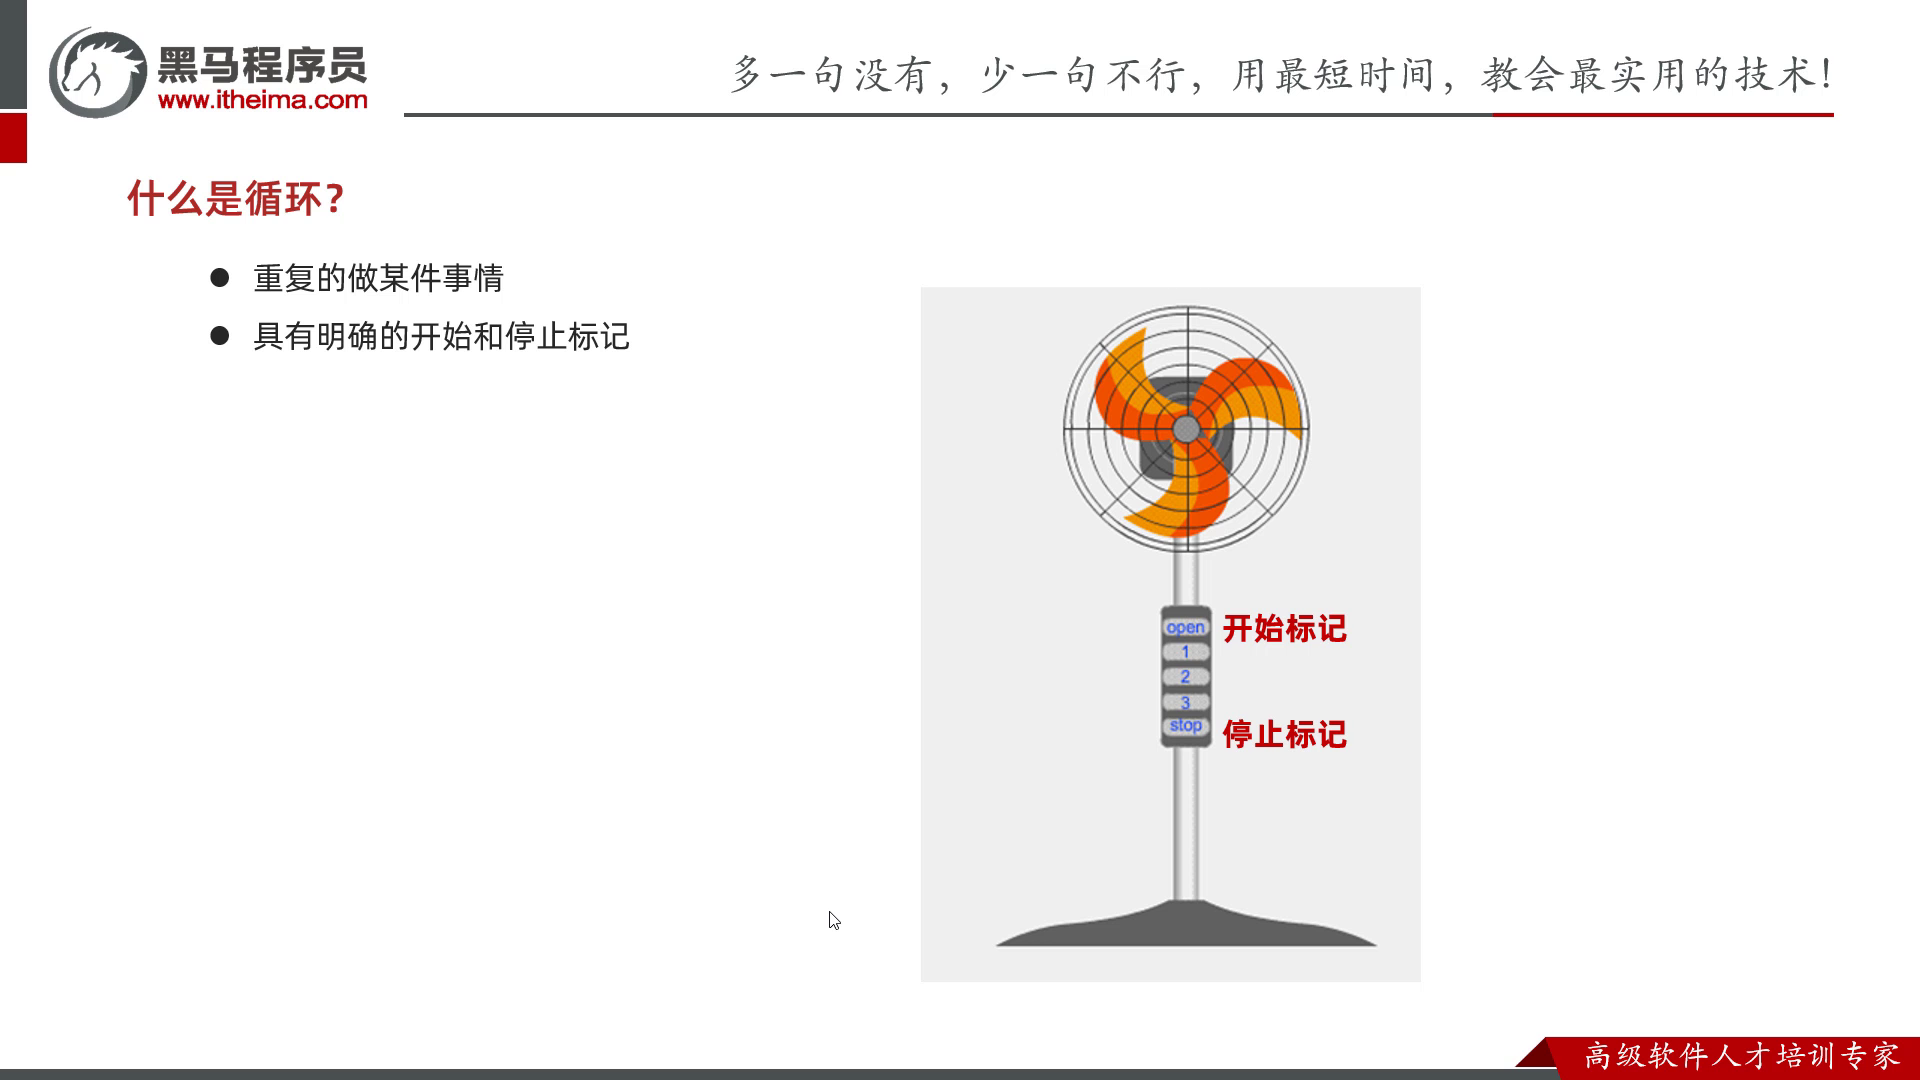 黑马程序员
www.itheima.com
多一句没有，少一句不行，用最短时间，教会最实用的技术！
什么是循环？
重复的做某件事情
具有明确的开始和停止标记
open
开始标记
1
2
3
stop
停止标记
高级软件人才培训专家